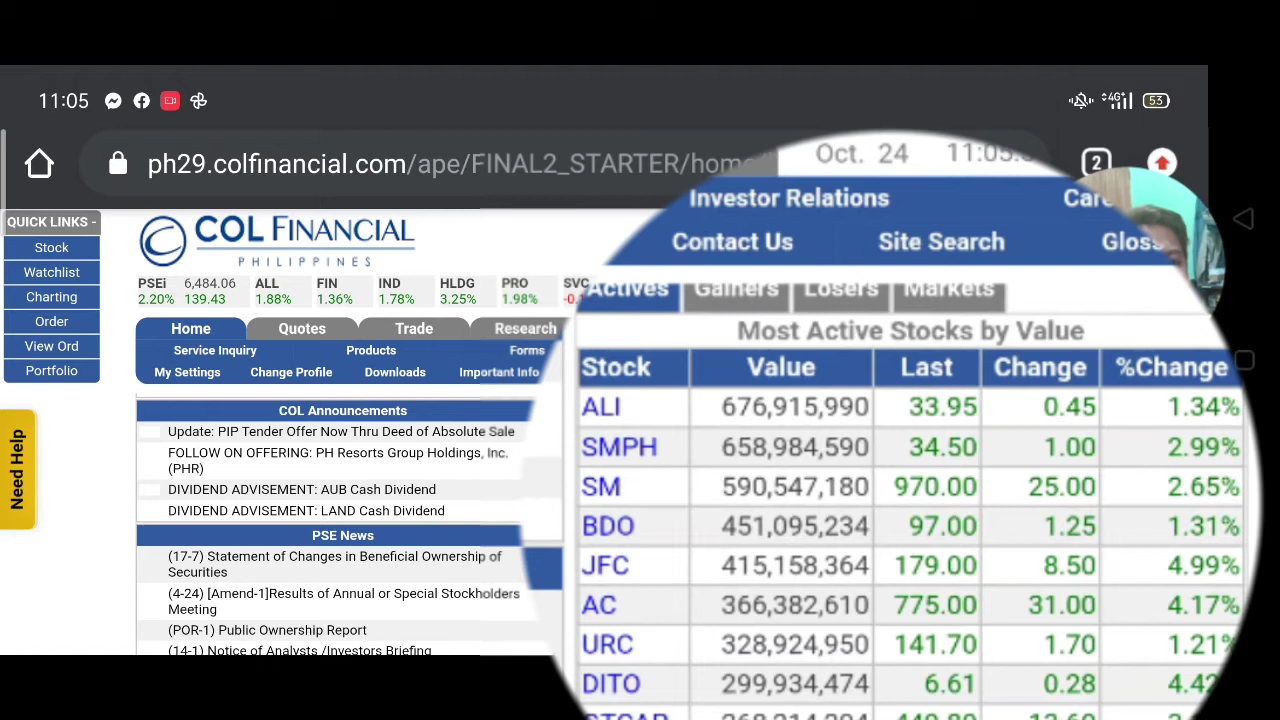 11:05
4G+
53
ph29.colfinancial.com/ape/FINAL2_STARTER/home
2
Oct. 24 11:05
QUICK LINKS -
Stock
Watchlist
Charting
Order
View Ord
Portfolio
Need Help
COL FINANCIAL
PHILIPPINES
PSEi 6,484.06 ALL FIN IND HLDG PRO SVC
2.20% 139.43 1.88% 1.36% 1.78% 3.25% 1.98%
Home Quotes Trade Research
Service Inquiry Products Forms
My Settings Change Profile Downloads Important Info
COL Announcements
Update: PIP Tender Offer Now Thru Deed of Absolute Sale
FOLLOW ON OFFERING: PH Resorts Group Holdings, Inc.
(PHR)
DIVIDEND ADVISEMENT: AUB Cash Dividend
DIVIDEND ADVISEMENT: LAND Cash Dividend
PSE News
(17-7) Statement of Changes in Beneficial Ownership of
Securities
(4-24) [Amend-1]Results of Annual or Special Stockholders
Meeting
(POR-1) Public Ownership Report
(14-1) Notice of Analysts /Investors Briefing
Investor Relations
Contact Us Site Search
Actives Gainers Losers Markets
Most Active Stocks by Value
Stock Value Last Change %Change
ALI 676,915,990 33.95 0.45 1.34%
SMPH 658,984,590 34.50 1.00 2.99%
SM 590,547,180 970.00 25.00 2.65%
BDO 451,095,234 97.00 1.25 1.31%
JFC 415,158,364 179.00 8.50 4.99%
AC 366,382,610 775.00 31.00 4.17%
URC 328,924,950 141.70 1.70 1.21%
DITO 299,934,474 6.61 0.28 4.42